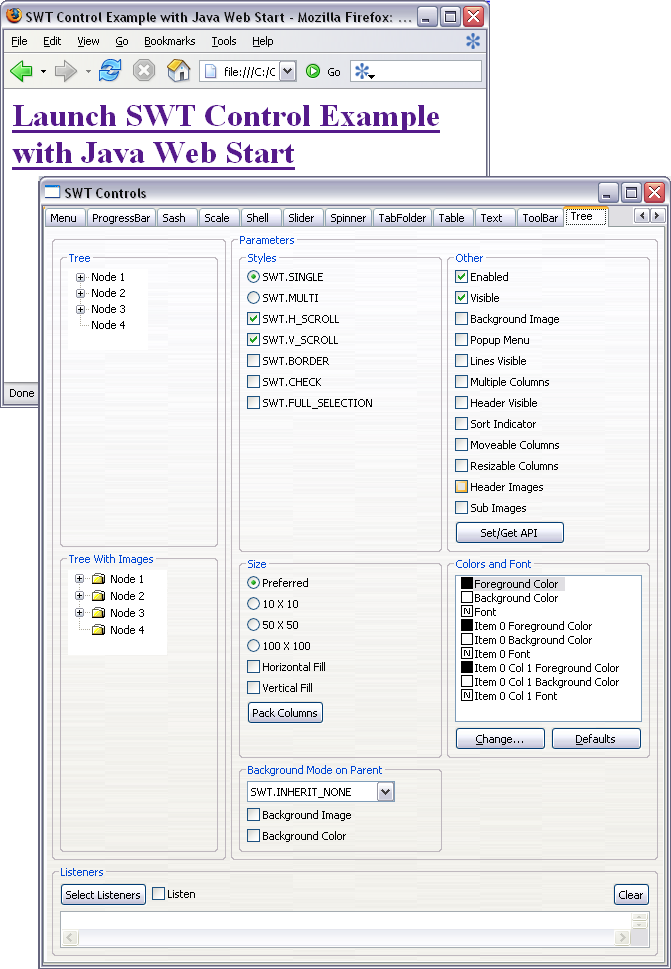 SWT Control Example with Java Web Start - Mozilla Firefox: ...
File Edit View Go Bookmarks Tools Help
file:///C:/C Go
Launch SWT Control Example
with Java Web Start
Done
SWT Controls
Menu ProgressBar Sash Scale Shell Slider Spinner TabFolder Table Text ToolBar Tree
Tree
Node 1
Node 2
Node 3
Node 4
Tree With Images
Node 1
Node 2
Node 3
Node 4
Parameters
Styles
SWT.SINGLE
SWT.MULTI
SWT.H_SCROLL
SWT.V_SCROLL
SWT.BORDER
SWT.CHECK
SWT.FULL_SELECTION
Other
Enabled
Visible
Background Image
Popup Menu
Lines Visible
Multiple Columns
Header Visible
Sort Indicator
Moveable Columns
Resizable Columns
Header Images
Sub Images
Set/Get API
Size
Preferred
10 X 10
50 X 50
100 X 100
Horizontal Fill
Vertical Fill
Pack Columns
Colors and Font
Foreground Color
Background Color
N Font
Item 0 Foreground Color
Item 0 Background Color
N Item 0 Font
Item 0 Col 1 Foreground Color
Item 0 Col 1 Background Color
N Item 0 Col 1 Font
Change... Defaults
Background Mode on Parent
SWT.INHERIT_NONE
Background Image
Background Color
Listeners
Select Listeners Listen Clear